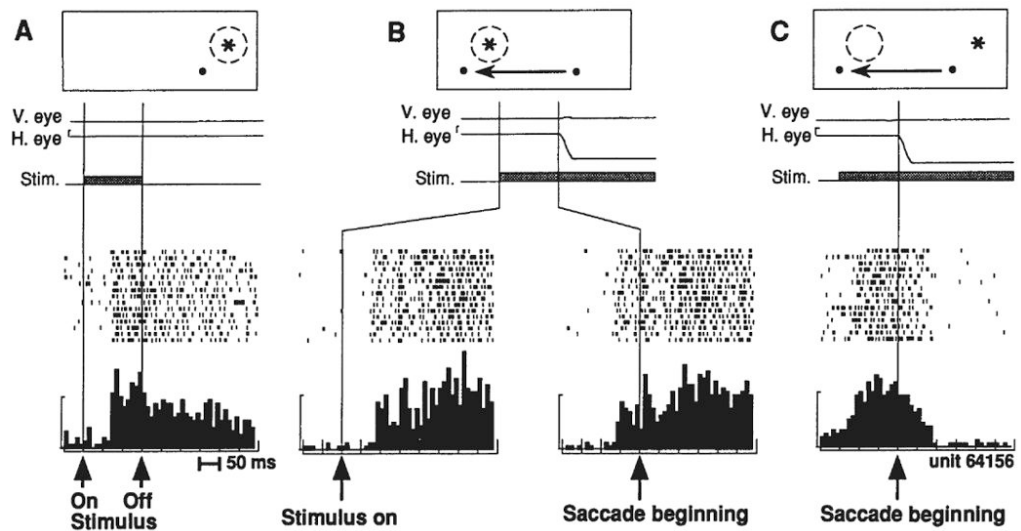 A
B
C
V. eye
H. eye
Stim.
V. eye
H. eye
Stim.
V. eye
H. eye
Stim.
50 ms
unit 64156
On Off
Stimulus
Stimulus on
Saccade beginning
Saccade beginning